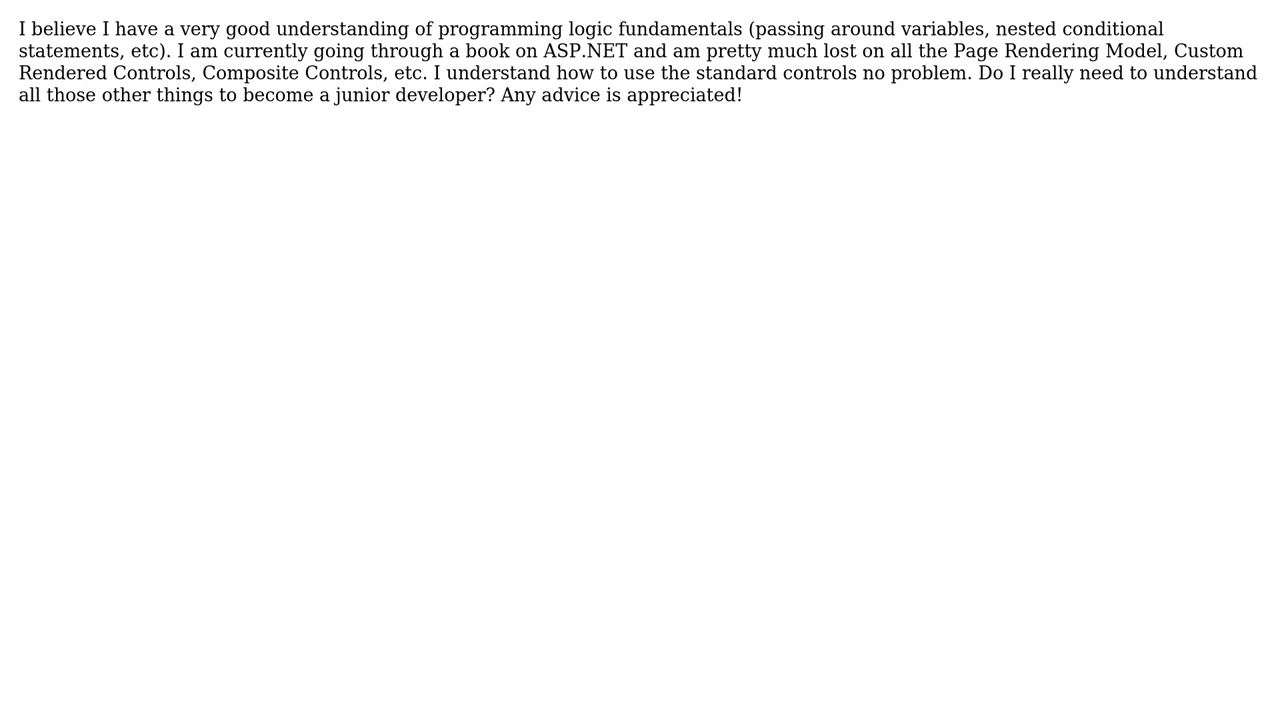 I believe I have a very good understanding of programming logic fundamentals (passing around variables, nested conditional
statements, etc). I am currently going through a book on ASP.NET and am pretty much lost on all the Page Rendering Model, Custom
Rendered Controls, Composite Controls, etc. I understand how to use the standard controls no problem. Do I really need to understand
all those other things to become a junior developer? Any advice is appreciated!